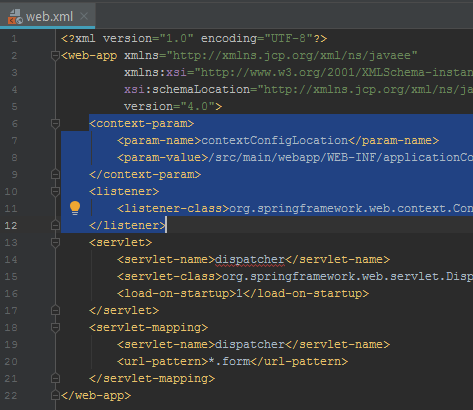 web.xml
1 <?xml version="1.0" encoding="UTF-8"?>
2 <web-app xmlns="http://xmlns.jcp.org/xml/ns/javaee"
3 xmlns:xsi="http://www.w3.org/2001/XMLSchema-instan
4 xsi:schemaLocation="http://xmlns.jcp.org/xml/ns/ja
5 version="4.0">
6 <context-param>
7 <param-name>contextConfigLocation</param-name>
8 <param-value>/src/main/webapp/WEB-INF/applicationCo
9 </context-param>
10 <listener>
11 <listener-class>org.springframework.web.context.Con
12 </listener>
13 <servlet>
14 <servlet-name>dispatcher</servlet-name>
15 <servlet-class>org.springframework.web.servlet.Disp
16 <load-on-startup>1</load-on-startup>
17 </servlet>
18 <servlet-mapping>
19 <servlet-name>dispatcher</servlet-name>
20 <url-pattern>*.form</url-pattern>
21 </servlet-mapping>
22 </web-app>